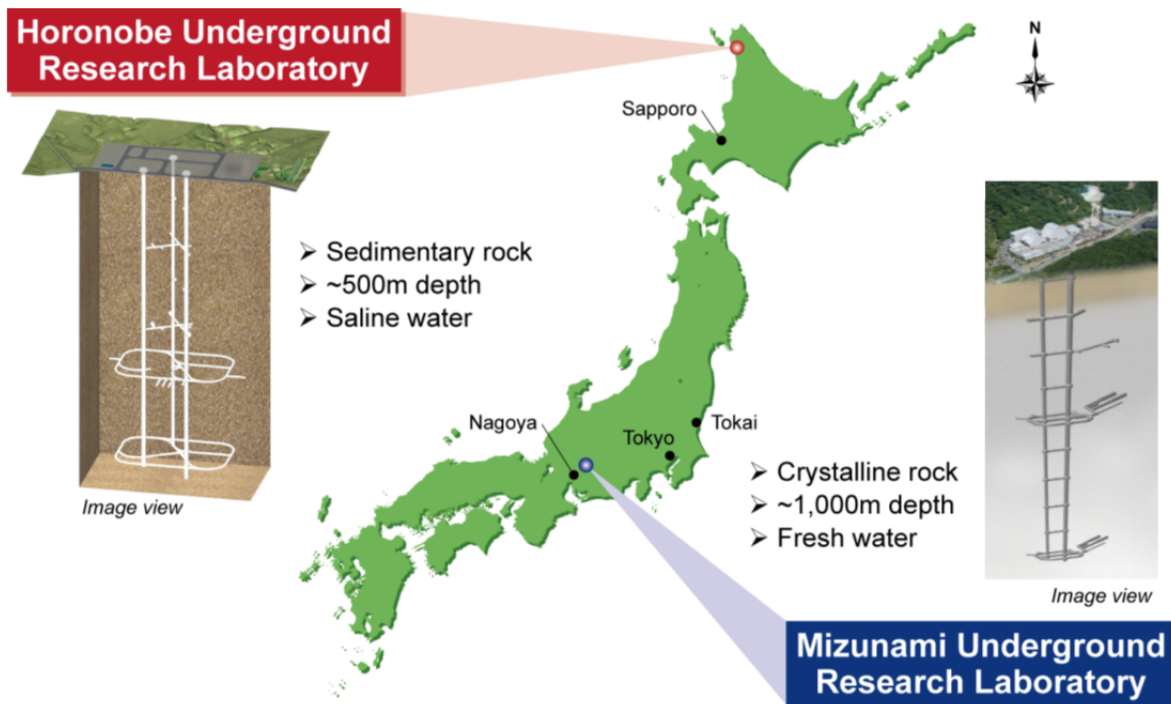 Horonobe Underground
Research Laboratory
N
Sapporo
➢ Sedimentary rock
➢ ~500m depth
➢ Saline water
Image view
Nagoya
Tokyo
Tokai
➢ Crystalline rock
➢ ~1,000m depth
➢ Fresh water
Image view
Mizunami Underground
Research Laboratory